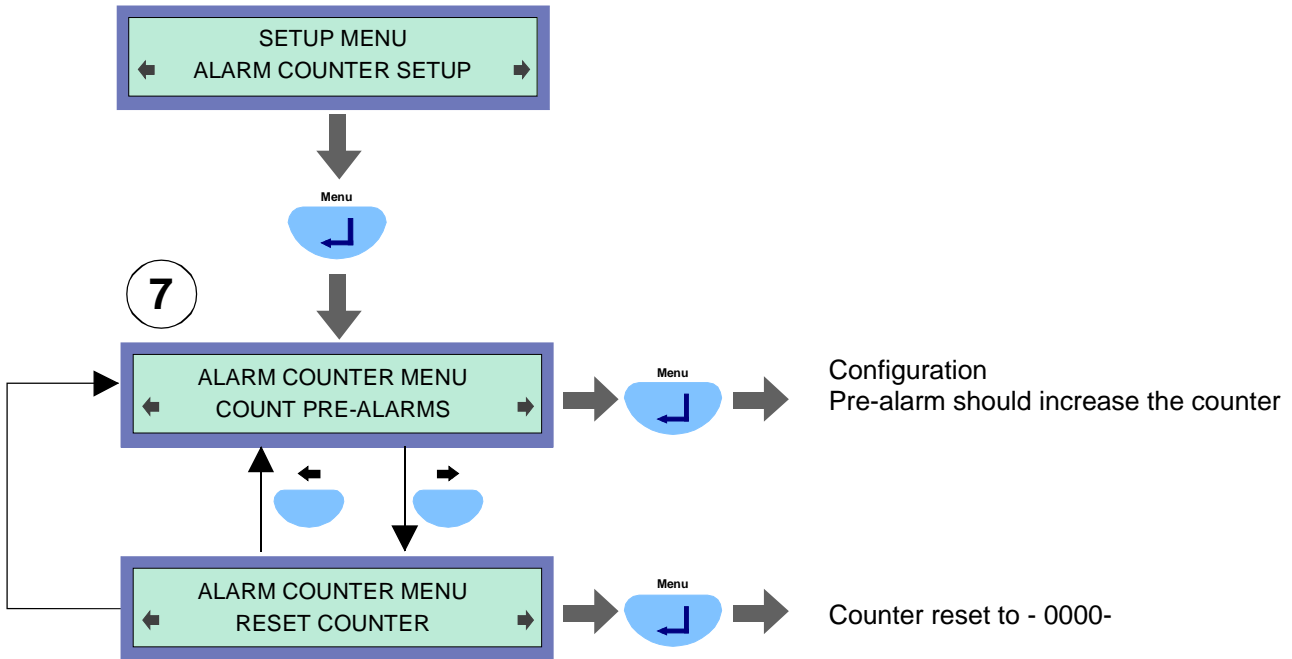 SETUP MENU
ALARM COUNTER SETUP
Menu
7
ALARM COUNTER MENU
COUNT PRE-ALARMS
Menu
Configuration
Pre-alarm should increase the counter
ALARM COUNTER MENU
RESET COUNTER
Menu
Counter reset to - 0000-